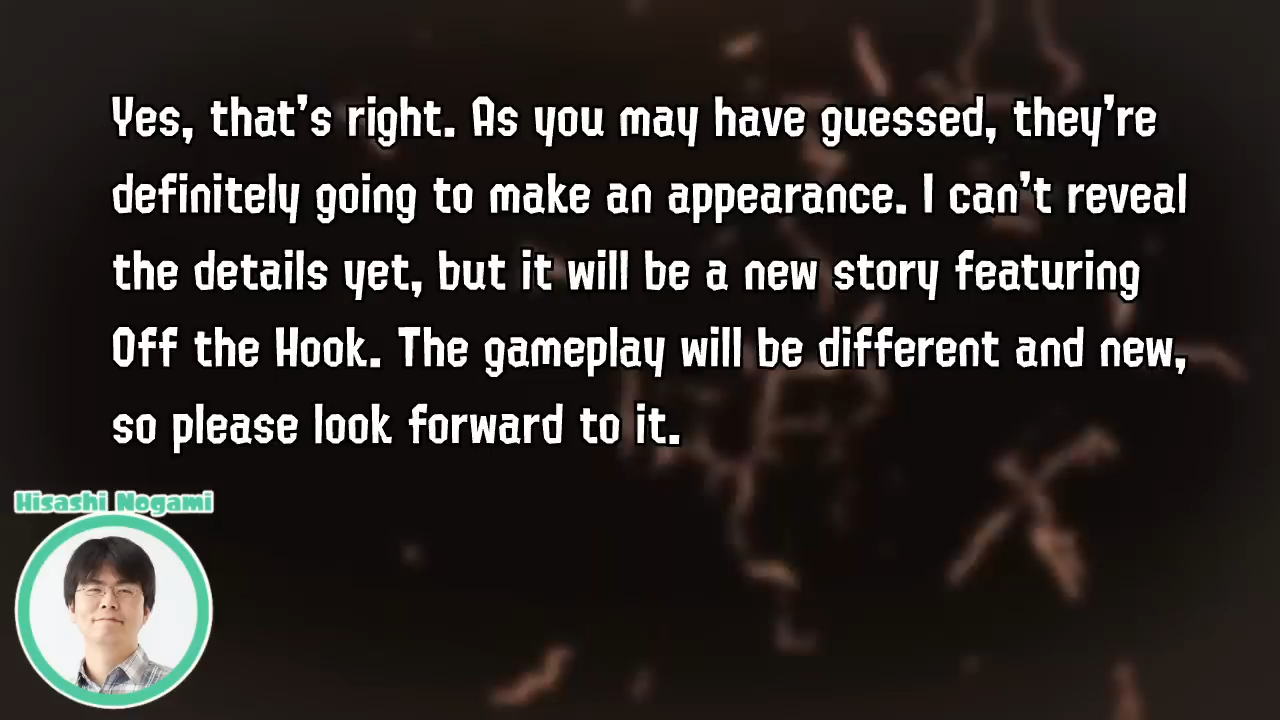 Yes, that's right. As you may have guessed, they're
definitely going to make an appearance. I can't reveal
the details yet, but it will be a new story featuring
Off the Hook. The gameplay will be different and new,
so please look forward to it.
Hisashi Nogami